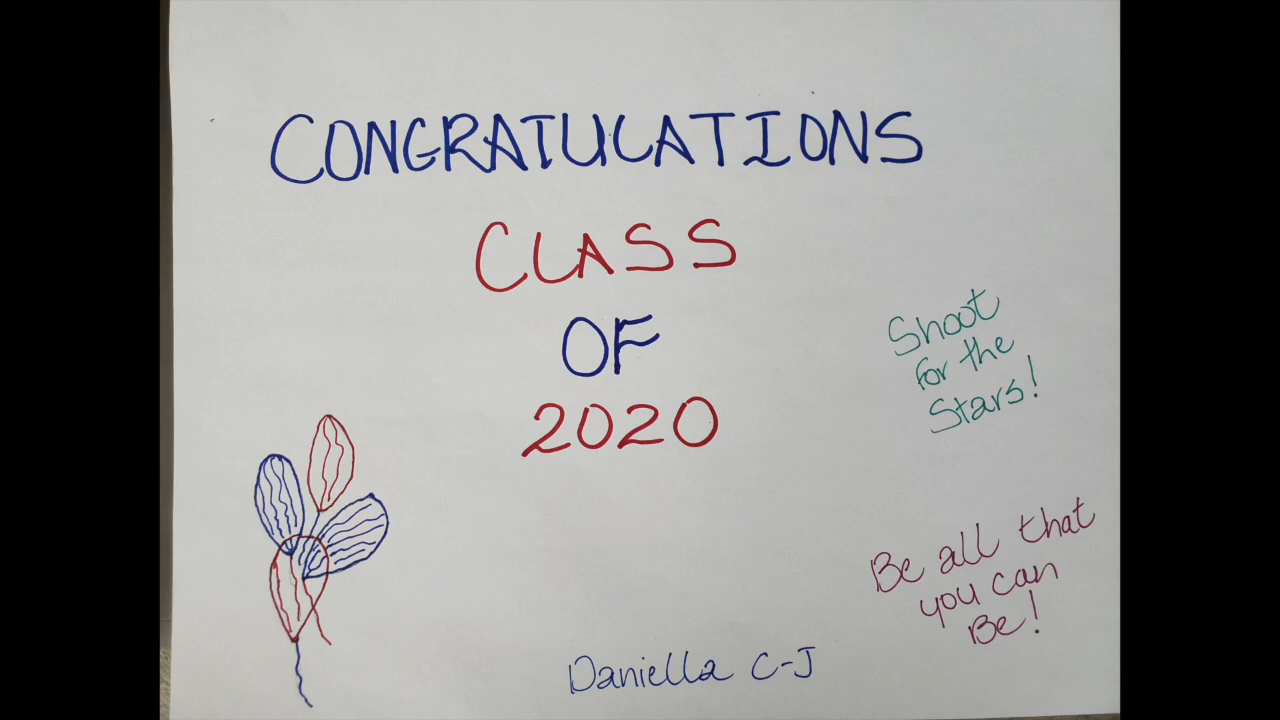 CONGRATULATIONS
CLASS
OF
2020
Shoot
for the
Stars!
Be all that
you can
Be!
Daniella C-J